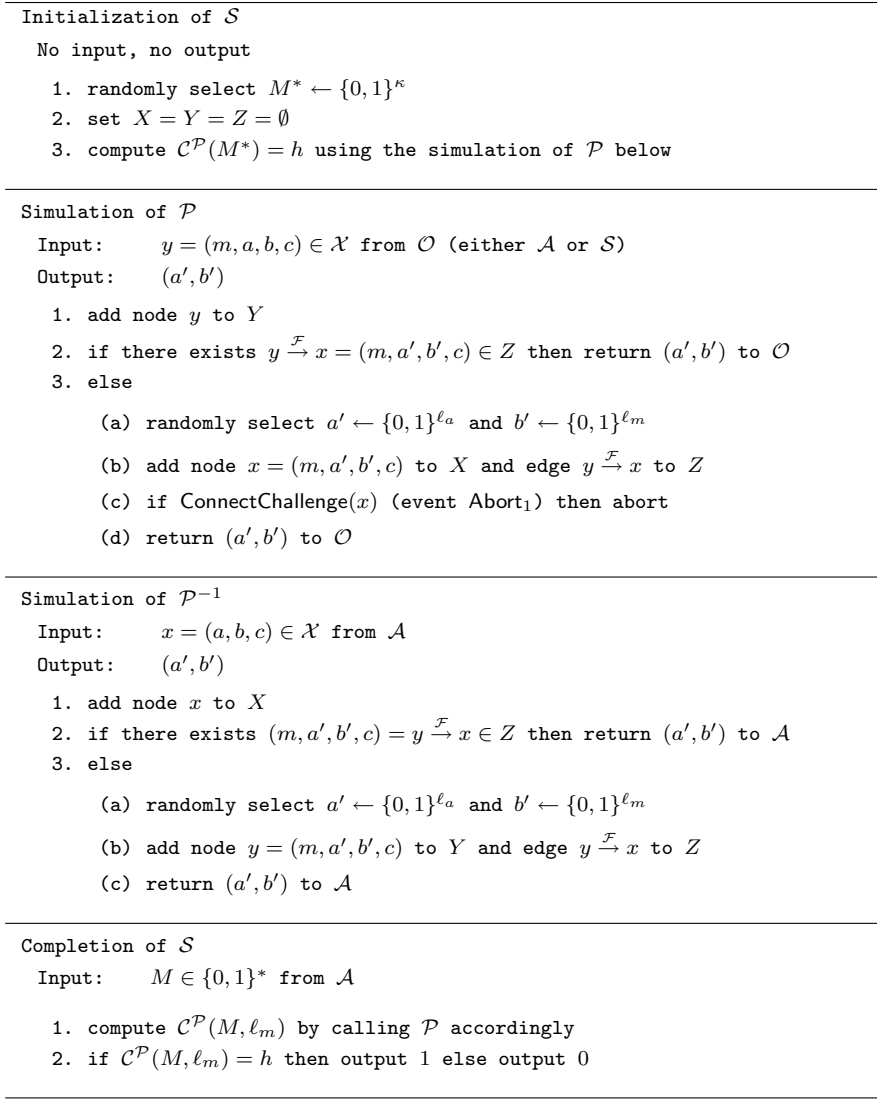 Initialization of 𝒮
No input, no output
1. randomly select M* ← {0,1}^κ
2. set X = Y = Z = ∅
3. compute 𝒞^𝒫(M*) = h using the simulation of 𝒫 below
Simulation of 𝒫
Input: y = (m, a, b, c) ∈ 𝒳 from 𝒪 (either 𝒜 or 𝒮)
Output: (a′, b′)
1. add node y to Y
2. if there exists y →^ℱ x = (m, a′, b′, c) ∈ Z then return (a′, b′) to 𝒪
3. else
(a) randomly select a′ ← {0,1}^{ℓ_a} and b′ ← {0,1}^{ℓ_m}
(b) add node x = (m, a′, b′, c) to X and edge y →^ℱ x to Z
(c) if ConnectChallenge(x) (event Abort₁) then abort
(d) return (a′, b′) to 𝒪
Simulation of 𝒫⁻¹
Input: x = (a, b, c) ∈ 𝒳 from 𝒜
Output: (a′, b′)
1. add node x to X
2. if there exists (m, a′, b′, c) = y →^ℱ x ∈ Z then return (a′, b′) to 𝒜
3. else
(a) randomly select a′ ← {0,1}^{ℓ_a} and b′ ← {0,1}^{ℓ_m}
(b) add node y = (m, a′, b′, c) to Y and edge y →^ℱ x to Z
(c) return (a′, b′) to 𝒜
Completion of 𝒮
Input: M ∈ {0,1}* from 𝒜
1. compute 𝒞^𝒫(M, ℓ_m) by calling 𝒫 accordingly
2. if 𝒞^𝒫(M, ℓ_m) = h then output 1 else output 0